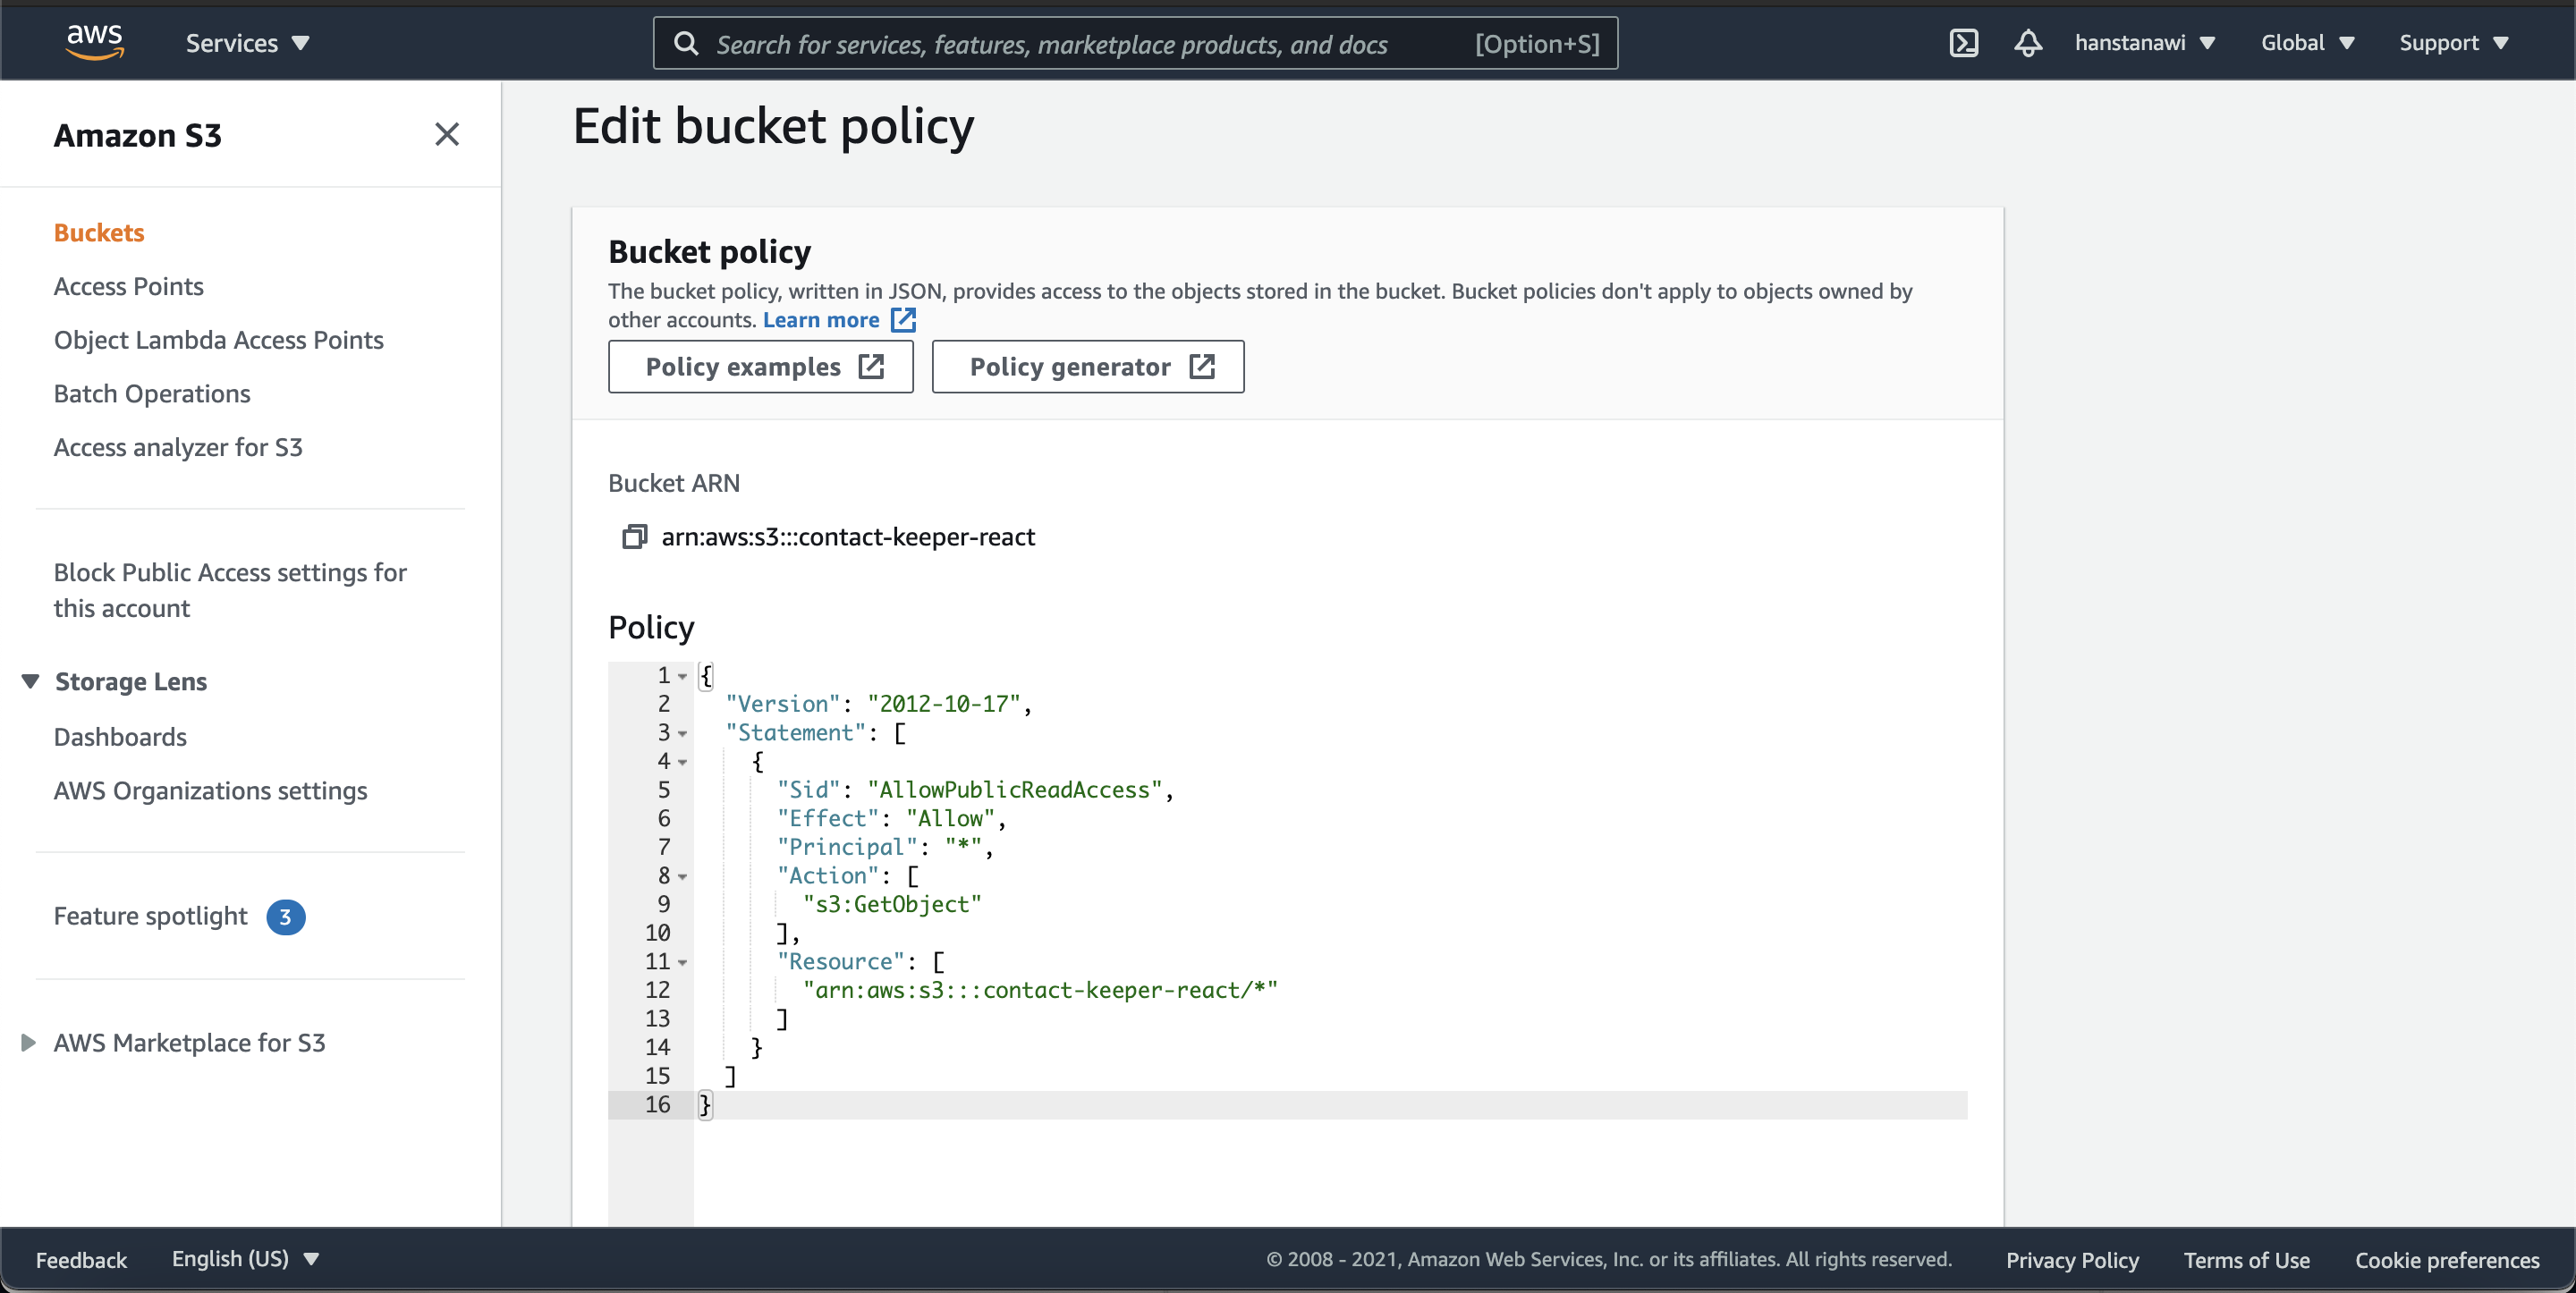 aws
Services
Search for services, features, marketplace products, and docs [Option+S]
hanstanawi
Global
Support
Amazon S3
Buckets
Access Points
Object Lambda Access Points
Batch Operations
Access analyzer for S3
Block Public Access settings for
this account
Storage Lens
Dashboards
AWS Organizations settings
Feature spotlight 3
AWS Marketplace for S3
Edit bucket policy
Bucket policy
The bucket policy, written in JSON, provides access to the objects stored in the bucket. Bucket policies don't apply to objects owned by
other accounts. Learn more
Policy examples
Policy generator
Bucket ARN
arn:aws:s3:::contact-keeper-react
Policy
1 {
2 "Version": "2012-10-17",
3 "Statement": [
4 {
5 "Sid": "AllowPublicReadAccess",
6 "Effect": "Allow",
7 "Principal": "*",
8 "Action": [
9 "s3:GetObject"
10 ],
11 "Resource": [
12 "arn:aws:s3:::contact-keeper-react/*"
13 ]
14 }
15 ]
16 }
Feedback
English (US)
© 2008 - 2021, Amazon Web Services, Inc. or its affiliates. All rights reserved.
Privacy Policy
Terms of Use
Cookie preferences